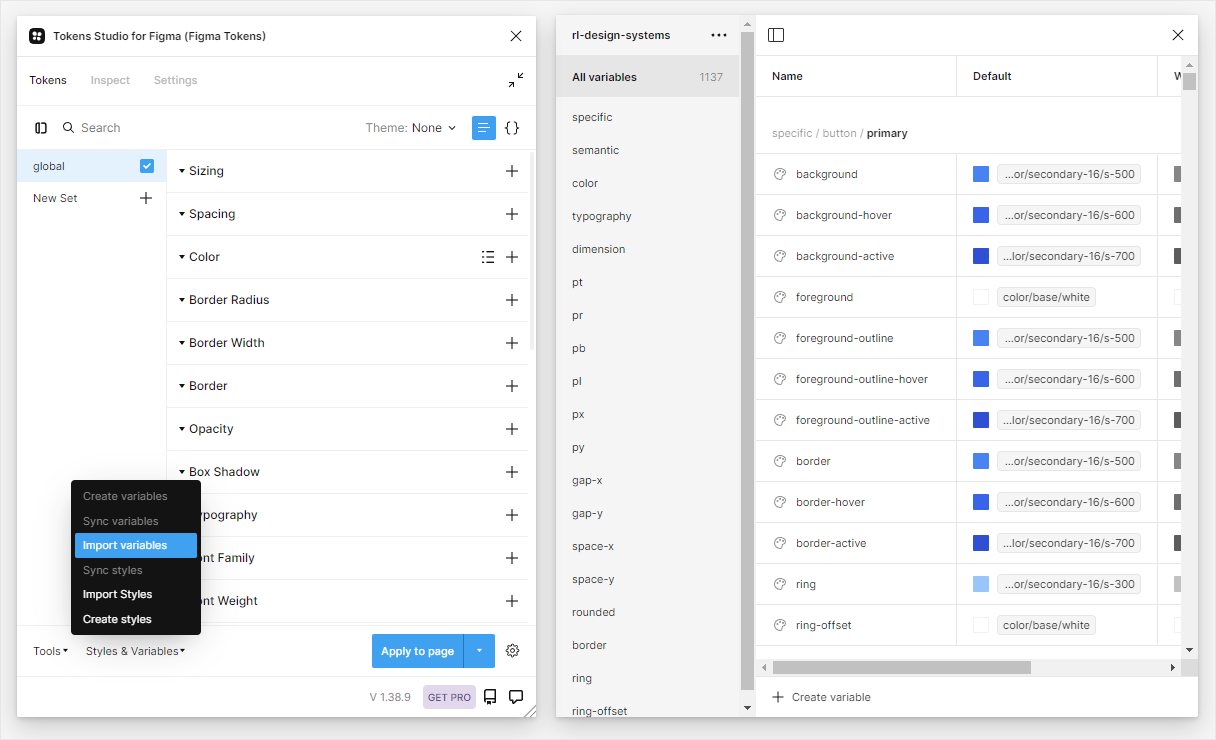 Tokens Studio for Figma (Figma Tokens)
Tokens Inspect Settings
Search Theme: None
global
New Set
Sizing
Spacing
Color
Border Radius
Border Width
Border
Opacity
Box Shadow
ypography
ont Family
ont Weight
Create variables
Sync variables
Import variables
Sync styles
Import Styles
Create styles
Tools Styles & Variables Apply to page
V 1.38.9 GET PRO
rl-design-systems
All variables 1137
specific
semantic
color
typography
dimension
pt
pr
pb
pl
px
py
gap-x
gap-y
space-x
space-y
rounded
border
ring
ring-offset
Name Default
specific / button / primary
background ...or/secondary-16/s-500
background-hover ...or/secondary-16/s-600
background-active ...lor/secondary-16/s-700
foreground color/base/white
foreground-outline ...or/secondary-16/s-500
foreground-outline-hover ...or/secondary-16/s-600
foreground-outline-active ...lor/secondary-16/s-700
border ...or/secondary-16/s-500
border-hover ...or/secondary-16/s-600
border-active ...lor/secondary-16/s-700
ring ...or/secondary-16/s-300
ring-offset color/base/white
Create variable